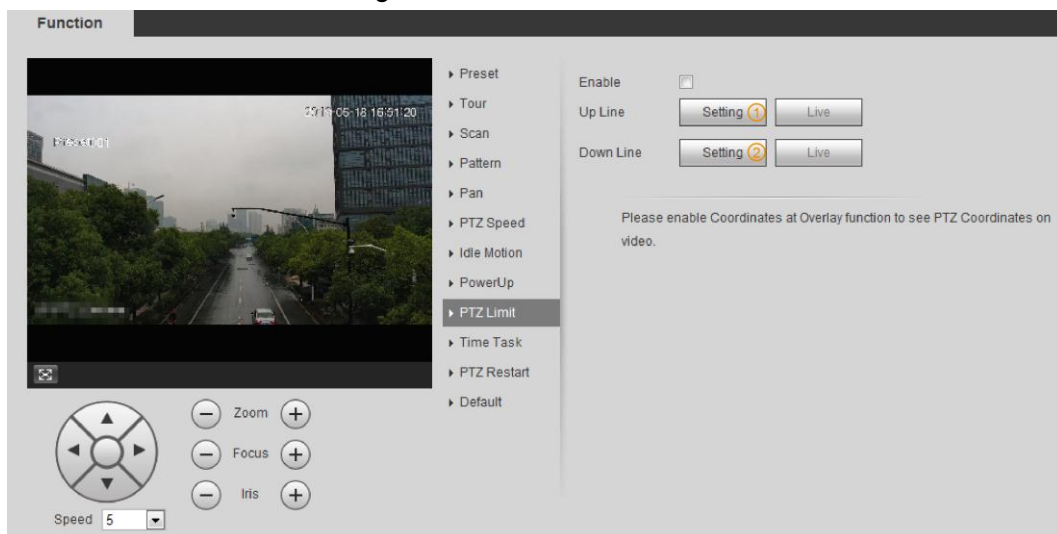 Function
Preset
Tour
Scan
Pattern
Pan
PTZ Speed
Idle Motion
PowerUp
PTZ Limit
Time Task
PTZ Restart
Default
Enable
Up Line Setting 1 Live
Down Line Setting 2 Live
Please enable Coordinates at Overlay function to see PTZ Coordinates on
video.
Zoom
Focus
Iris
Speed 5